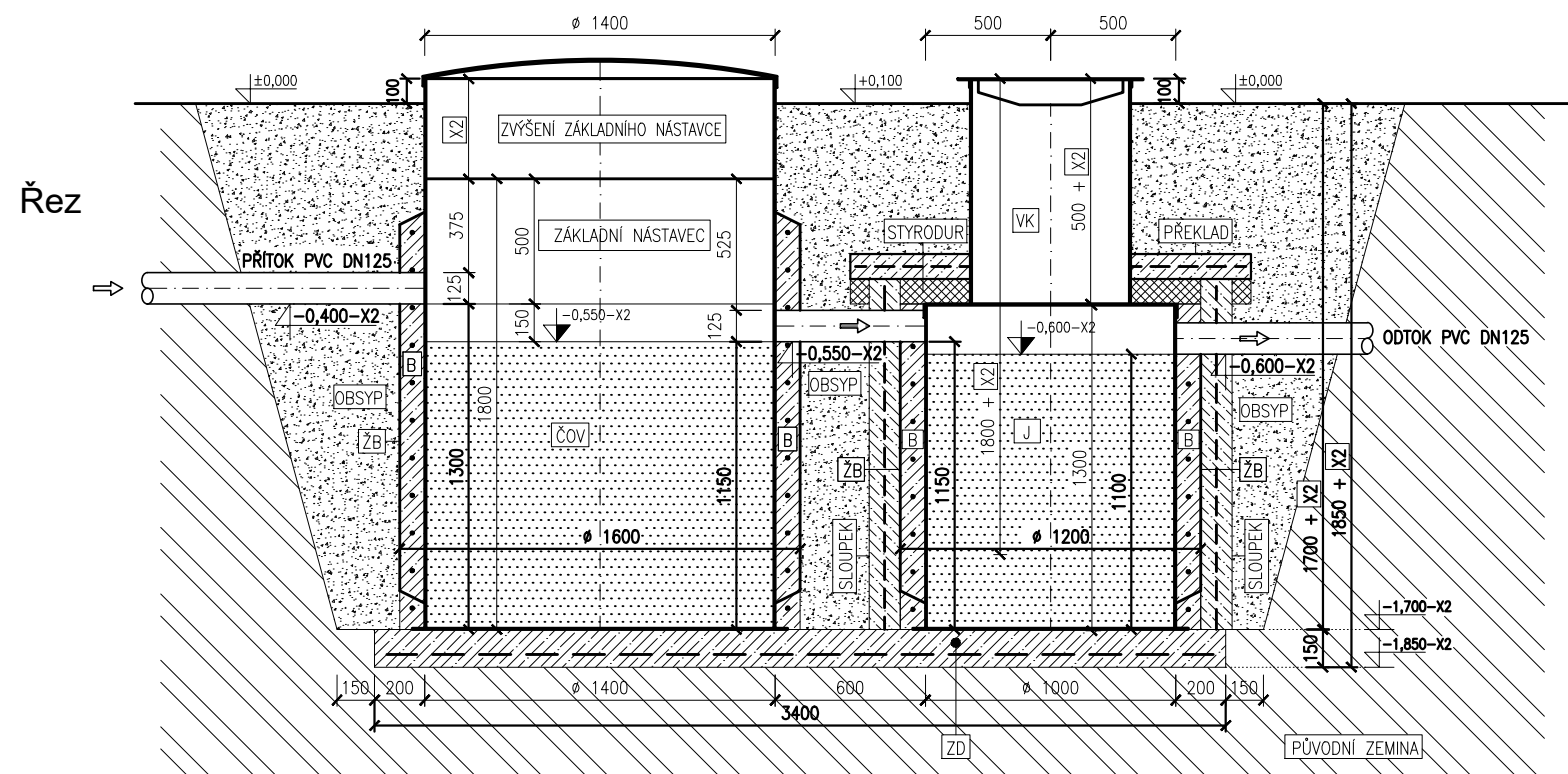 ø 1400
500
500
±0,000
+0,100
±0,000
100
100
X2
ZVÝŠENÍ ZÁKLADNÍHO NÁSTAVCE
500 + X2
Řez
375
500
ZÁKLADNÍ NÁSTAVEC
525
STYRODUR
VK
PŘEKLAD
PŘÍTOK PVC DN125
125
-0,400-X2
150
-0,550-X2
125
-0,550-X2
-0,600-X2
-0,600-X2
ODTOK PVC DN125
B
OBSYP
ŽB
1800
1300
ČOV
1150
B
OBSYP
ŽB
B
1150
1800 + X2
J
1300
1100
B
ŽB
OBSYP
1700 + X2
1850 + X2
ø 1600
SLOUPEK
ø 1200
SLOUPEK
-1,700-X2
150
-1,850-X2
150
200
ø 1400
600
ø 1000
200
150
3400
ZD
PŮVODNÍ ZEMINA